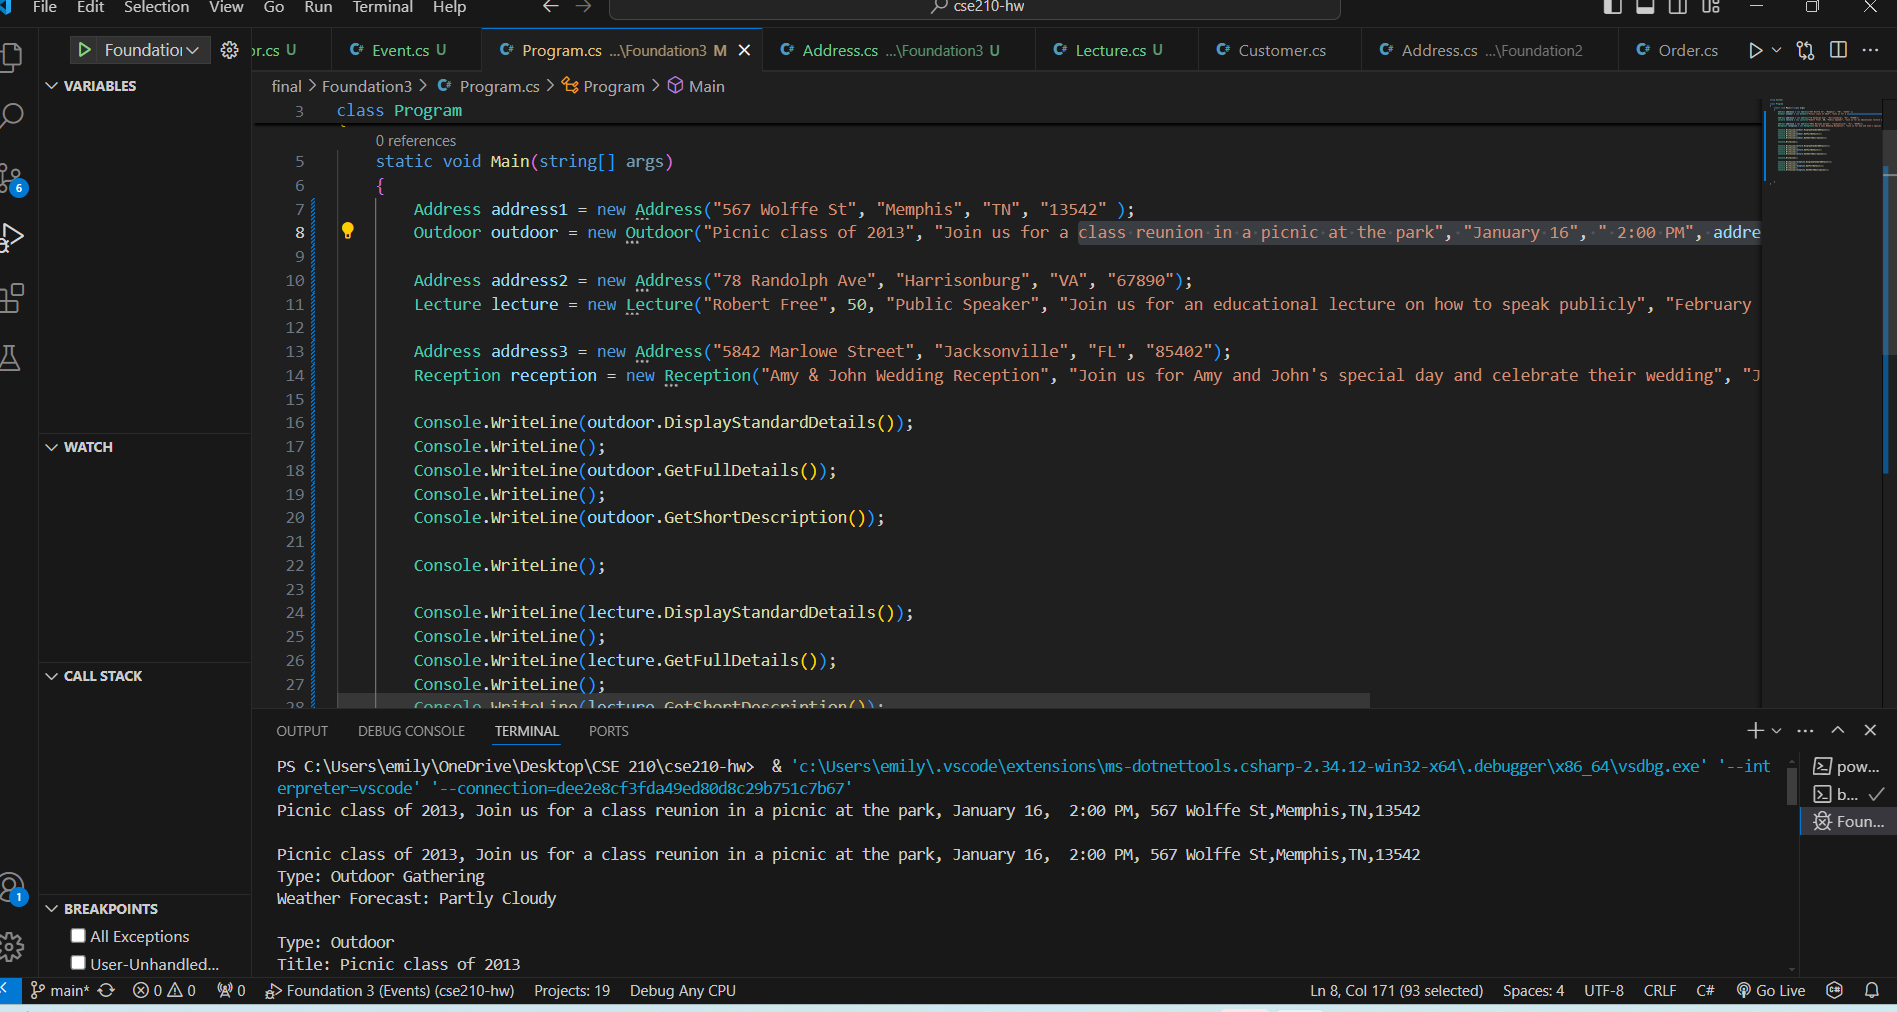 File Edit Selection View Go Run Terminal Help
cse210-hw
Foundation
or.cs U
Event.cs U
Program.cs ...\Foundation3 M
Address.cs ...\Foundation3 U
Lecture.cs U
Customer.cs
Address.cs ...\Foundation2
Order.cs
final > Foundation3 > Program.cs > Program > Main
VARIABLES
WATCH
CALL STACK
BREAKPOINTS
All Exceptions
User-Unhandled...
6
1
3 class Program
0 references
5 static void Main(string[] args)
6 {
7 Address address1 = new Address("567 Wolffe St", "Memphis", "TN", "13542" );
8 Outdoor outdoor = new Outdoor("Picnic class of 2013", "Join us for a class reunion in a picnic at the park", "January 16", " 2:00 PM", addre
9
10 Address address2 = new Address("78 Randolph Ave", "Harrisonburg", "VA", "67890");
11 Lecture lecture = new Lecture("Robert Free", 50, "Public Speaker", "Join us for an educational lecture on how to speak publicly", "February
12
13 Address address3 = new Address("5842 Marlowe Street", "Jacksonville", "FL", "85402");
14 Reception reception = new Reception("Amy & John Wedding Reception", "Join us for Amy and John's special day and celebrate their wedding", "J
15
16 Console.WriteLine(outdoor.DisplayStandardDetails());
17 Console.WriteLine();
18 Console.WriteLine(outdoor.GetFullDetails());
19 Console.WriteLine();
20 Console.WriteLine(outdoor.GetShortDescription());
21
22 Console.WriteLine();
23
24 Console.WriteLine(lecture.DisplayStandardDetails());
25 Console.WriteLine();
26 Console.WriteLine(lecture.GetFullDetails());
27 Console.WriteLine();
28 Console.WriteLine(lecture.GetShortDescription());
OUTPUT DEBUG CONSOLE TERMINAL PORTS
PS C:\Users\emily\OneDrive\Desktop\CSE 210\cse210-hw>  & 'c:\Users\emily\.vscode\extensions\ms-dotnettools.csharp-2.34.12-win32-x64\.debugger\x86_64\vsdbg.exe' '--int
erpreter=vscode' '--connection=dee2e8cf3fda49ed80d8c29b751c7b67'
Picnic class of 2013, Join us for a class reunion in a picnic at the park, January 16,  2:00 PM, 567 Wolffe St,Memphis,TN,13542
Picnic class of 2013, Join us for a class reunion in a picnic at the park, January 16,  2:00 PM, 567 Wolffe St,Memphis,TN,13542
Type: Outdoor Gathering
Weather Forecast: Partly Cloudy
Type: Outdoor
Title: Picnic class of 2013
pow...
b...
Foun...
main* 0 0 0 Foundation 3 (Events) (cse210-hw) Projects: 19 Debug Any CPU
Ln 8, Col 171 (93 selected) Spaces: 4 UTF-8 CRLF C# Go Live